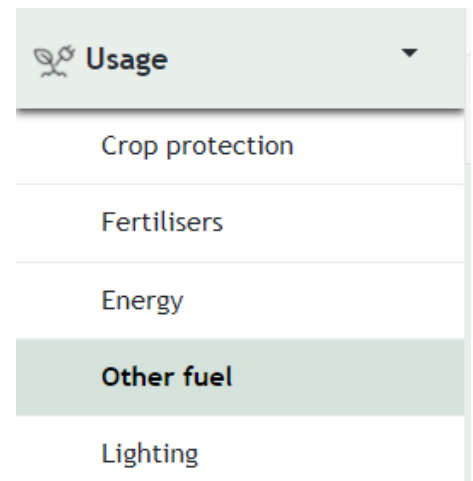 Usage
Crop protection
Fertilisers
Energy
Other fuel
Lighting